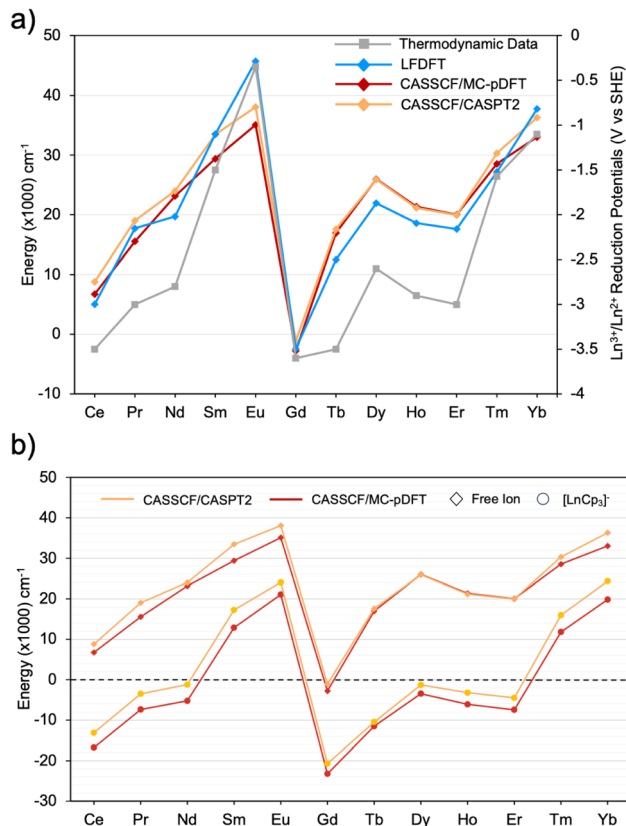 a)
Thermodynamic Data
LFDFT
CASSCF/MC-pDFT
CASSCF/CASPT2
50
40
30
20
10
0
-10
Energy (x1000) cm⁻¹
0
-0.5
-1
-1.5
-2
-2.5
-3
-3.5
-4
Ln³⁺/Ln²⁺ Reduction Potentials (V vs SHE)
Ce Pr Nd Sm Eu Gd Tb Dy Ho Er Tm Yb
b)
CASSCF/CASPT2 CASSCF/MC-pDFT Free Ion [LnCp₃]⁻
50
40
30
20
10
0
-10
-20
-30
Energy (x1000) cm⁻¹
Ce Pr Nd Sm Eu Gd Tb Dy Ho Er Tm Yb